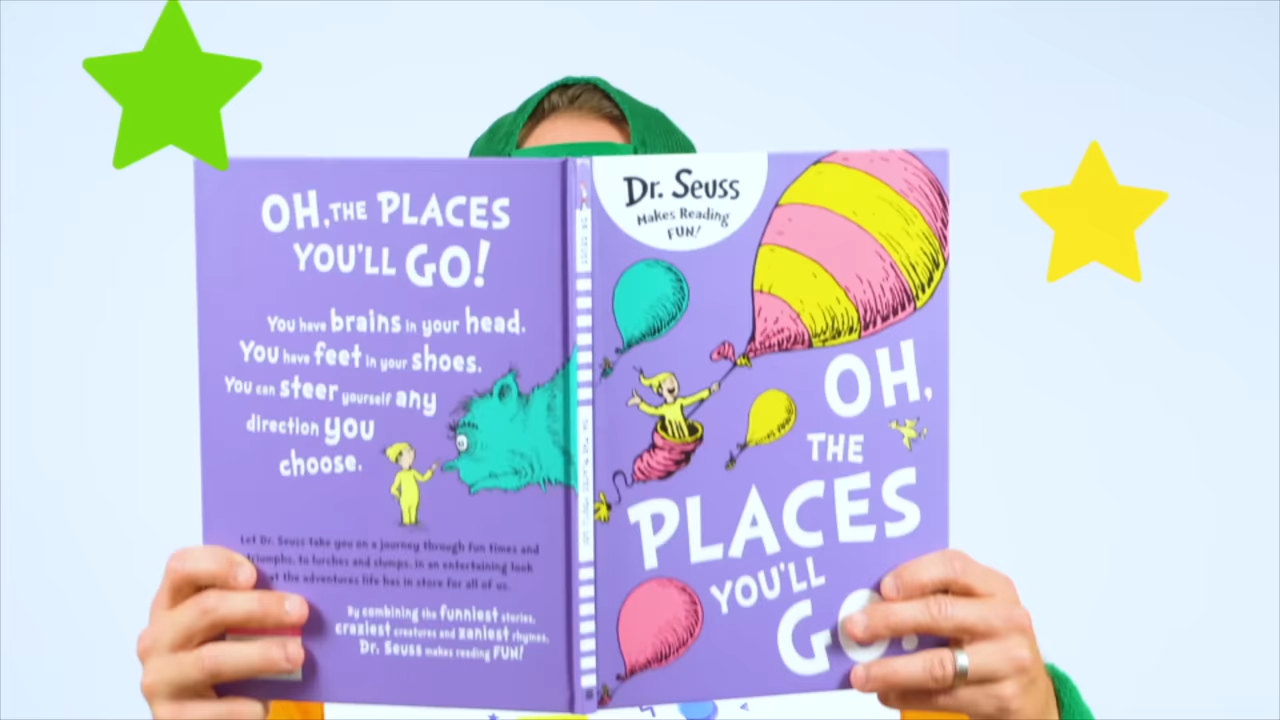 OH, THE PLACES
YOU'LL GO!
You have brains in your head.
You have feet in your shoes.
You can steer yourself any
direction you
choose.
Let Dr. Seuss take you on a journey through fun times and
triumphs, to lurches and slumps, in an entertaining look
at the adventures life has in store for all of us.
By combining the funniest stories,
craziest creatures and zaniest rhymes,
Dr. Seuss makes reading FUN!
Dr. Seuss
Makes Reading
FUN!
OH,
THE
PLACES
YOU'LL
GO!